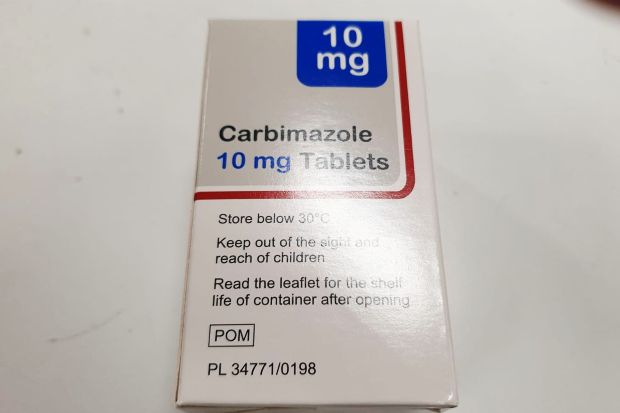 10
mg
Carbimazole
10 mg Tablets
Store below 30°C
Keep out of the sight and
reach of children
Read the leaflet for the shelf
life of container after opening
POM
PL 34771/0198